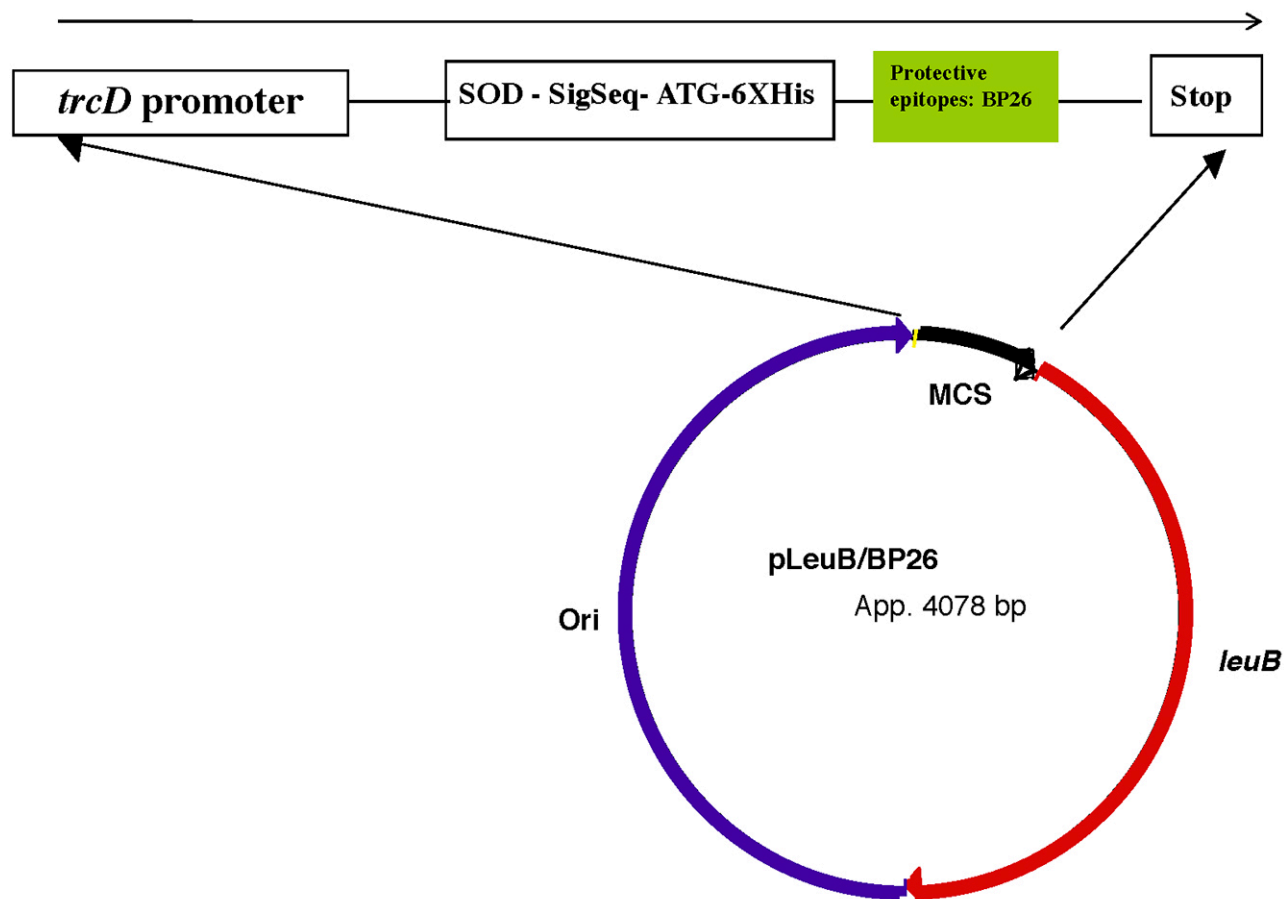 trcD promoter
SOD - SigSeq- ATG-6XHis
Protective
epitopes: BP26
Stop
MCS
pLeuB/BP26
App. 4078 bp
Ori
leuB